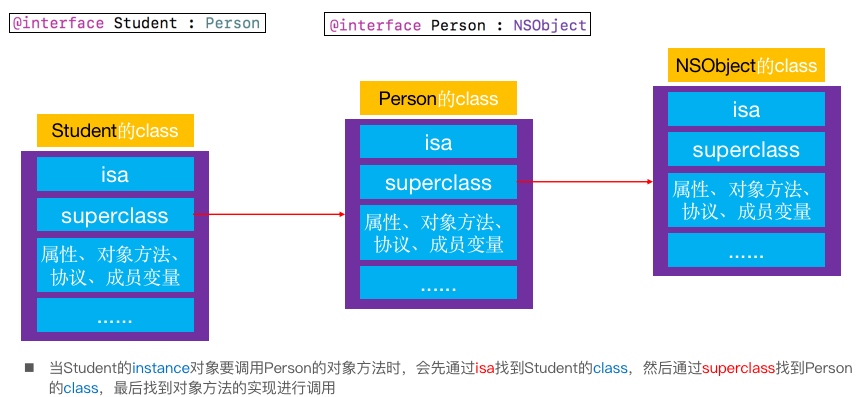 @interface Student : Person
@interface Person : NSObject
Student的class
isa
superclass
属性、对象方法、
协议、成员变量
......
Person的class
isa
superclass
属性、对象方法、
协议、成员变量
......
NSObject的class
isa
superclass
属性、对象方法、
协议、成员变量
......
■ 当Student的instance对象要调用Person的对象方法时，会先通过isa找到Student的class，然后通过superclass找到Person
的class，最后找到对象方法的实现进行调用